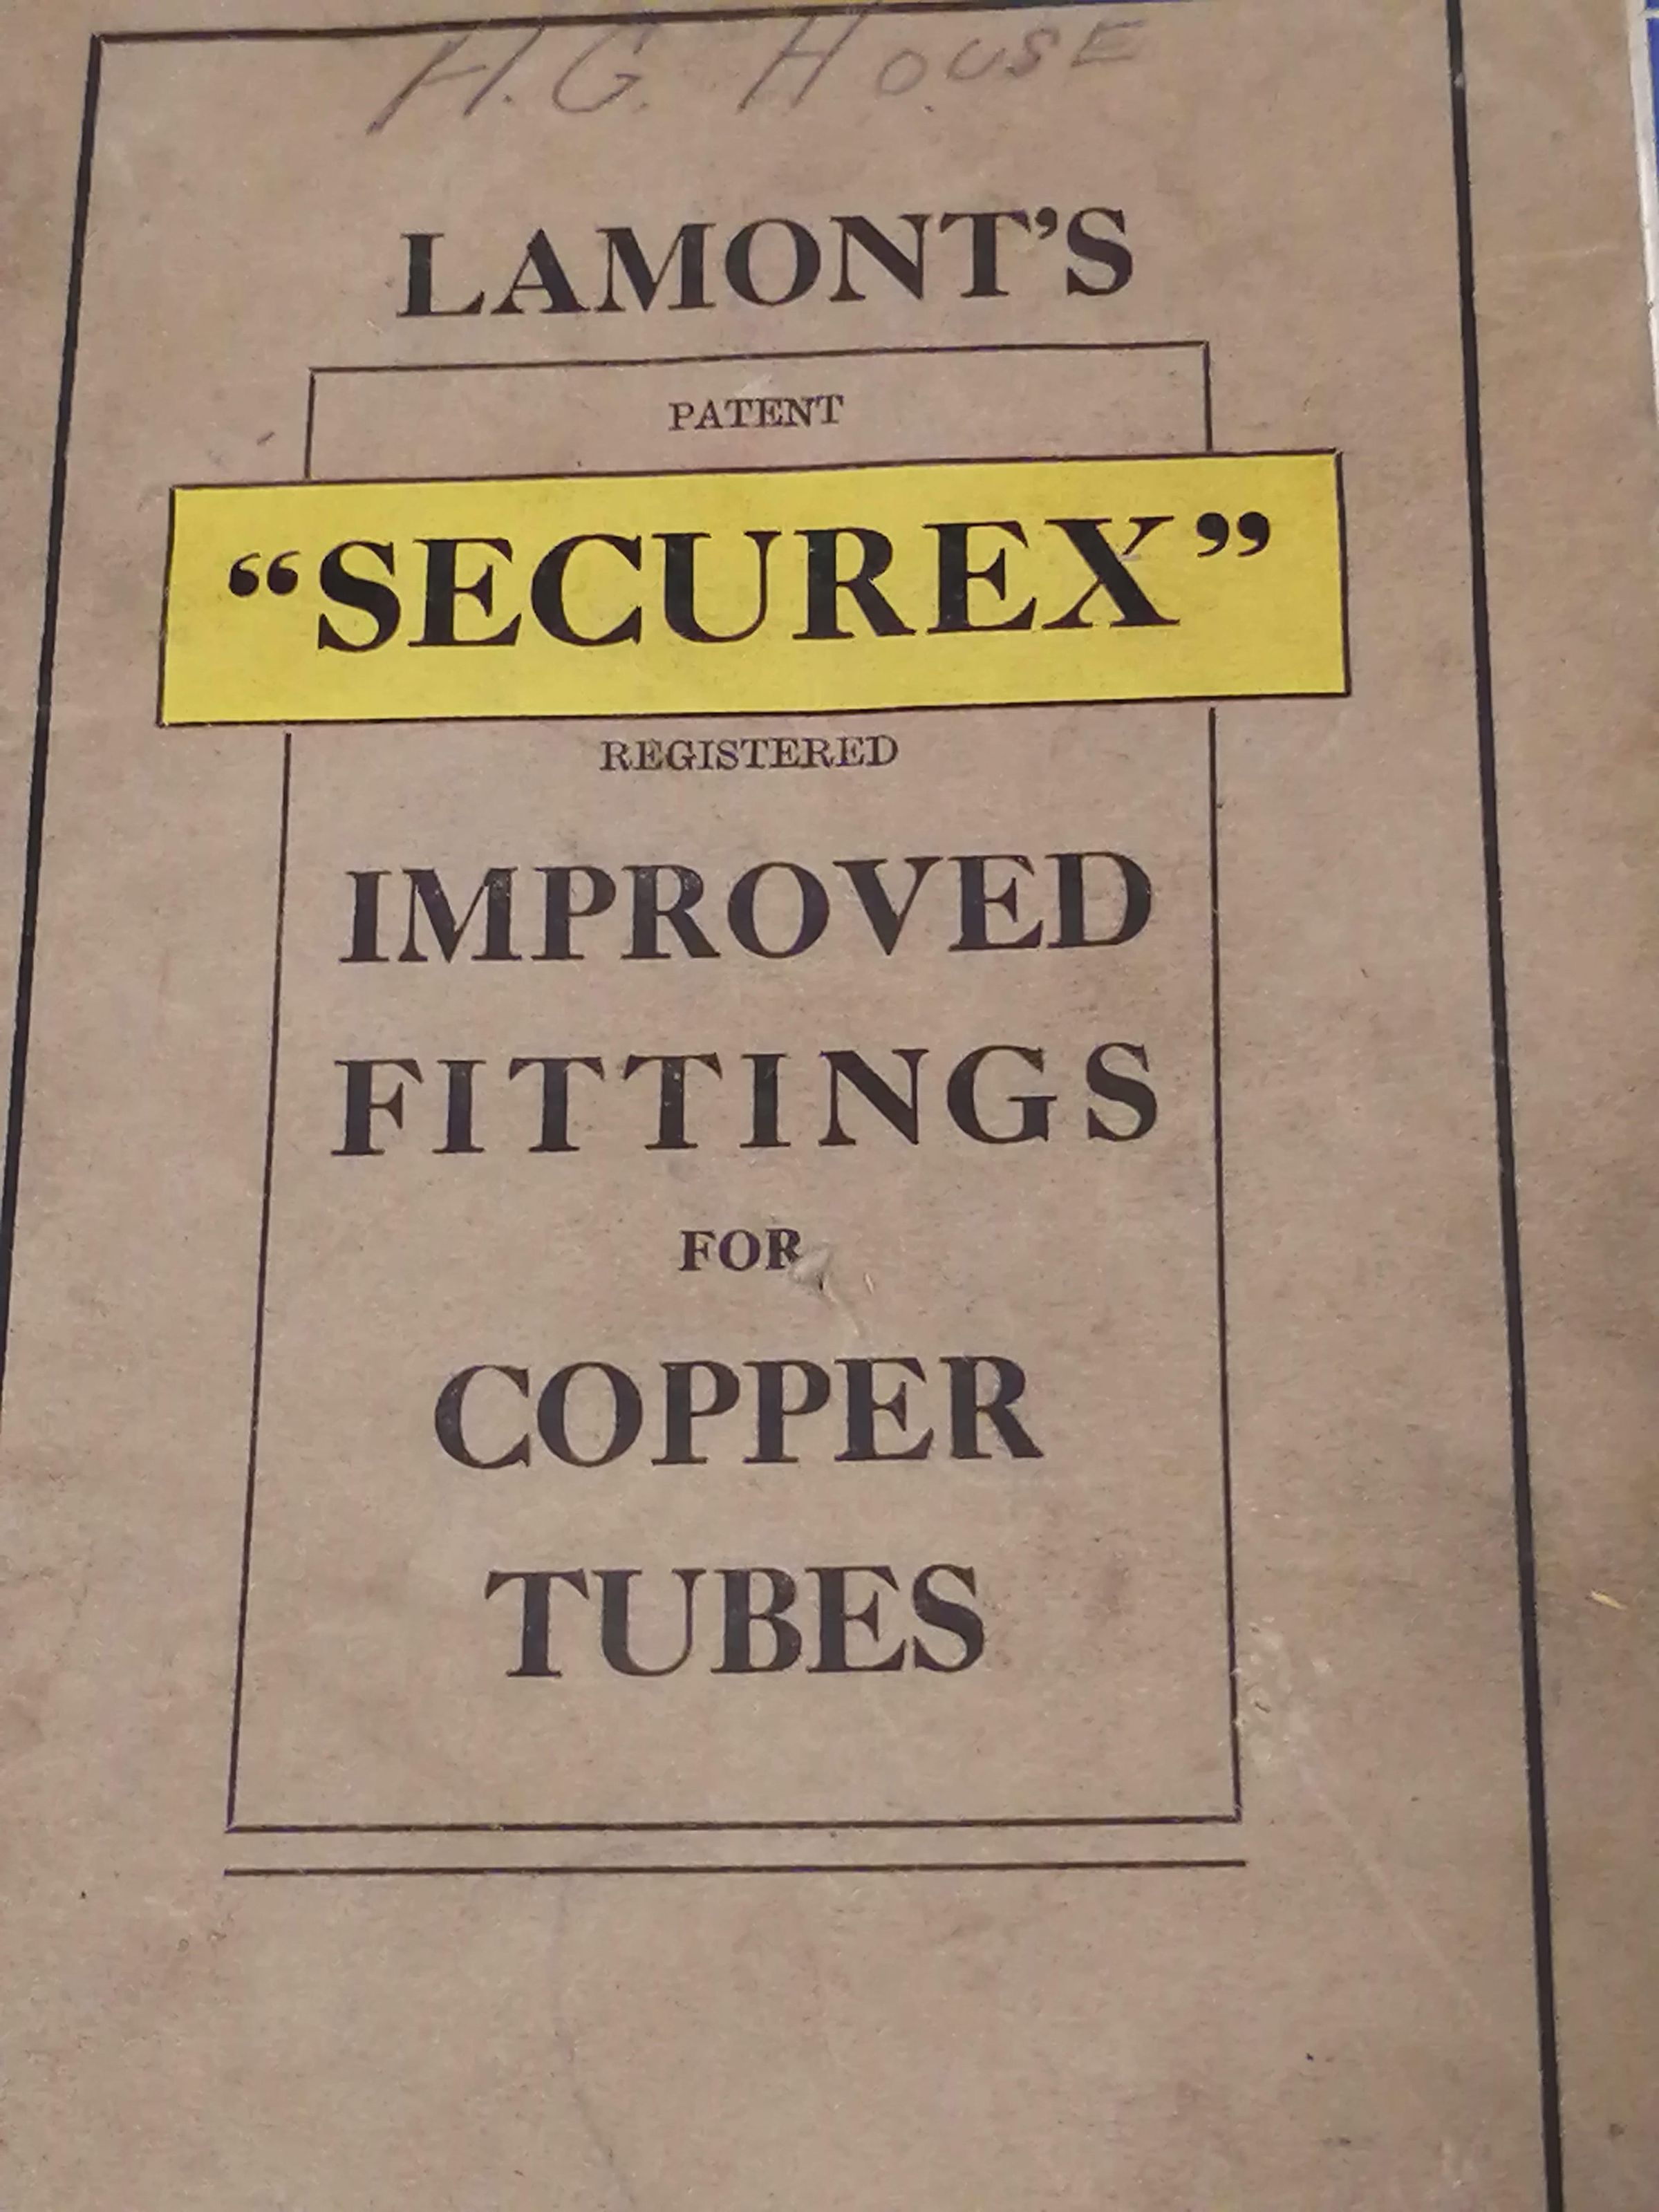 H.G. HOUSE
LAMONT'S
PATENT
“SECUREX”
REGISTERED
IMPROVED
FITTINGS
FOR
COPPER
TUBES